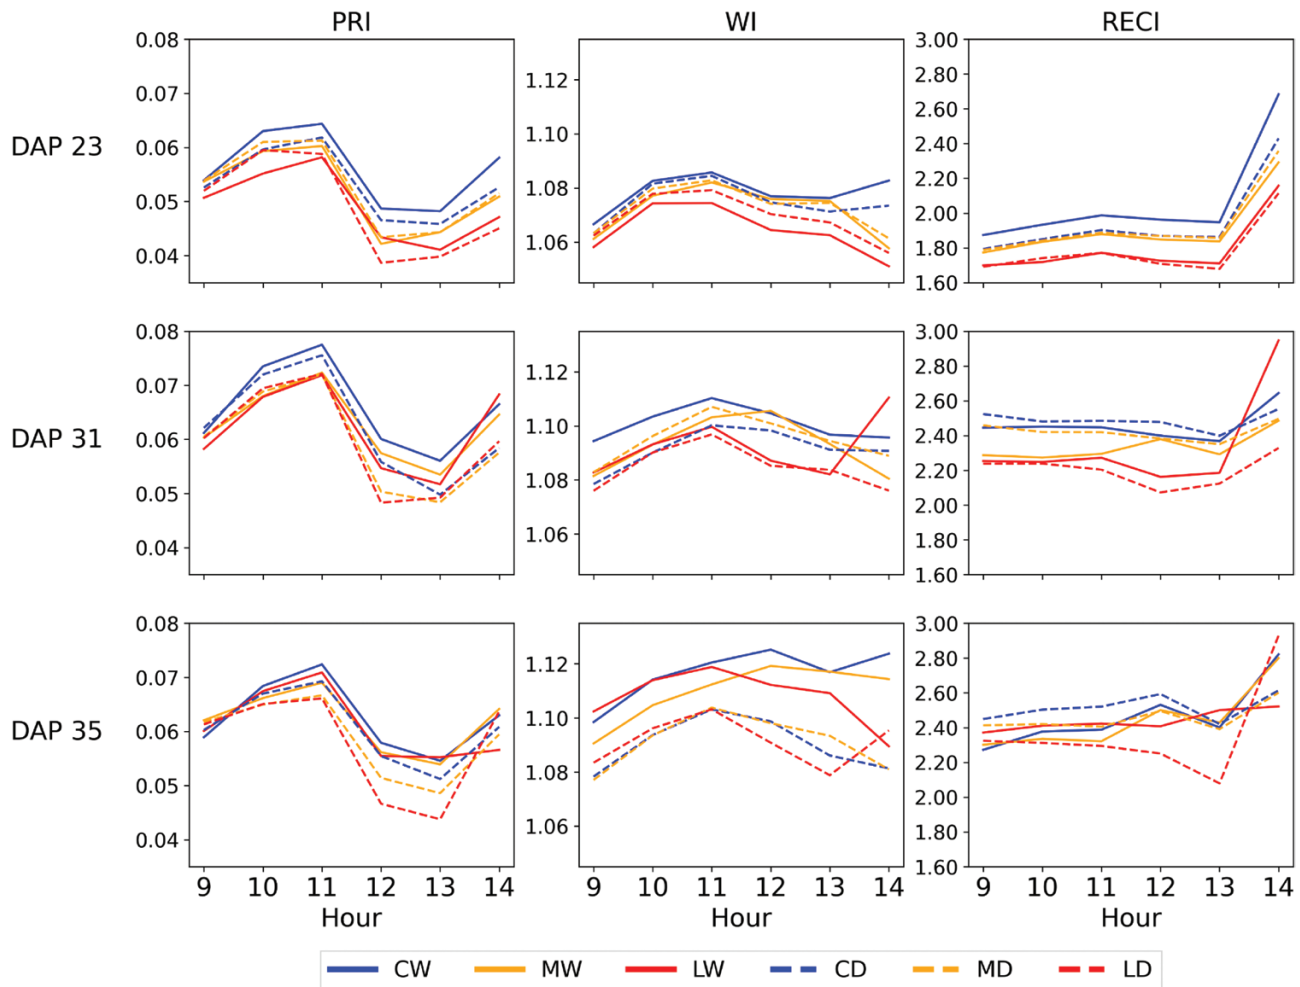 PRI WI RECI
DAP 23
0.08 0.07 0.06 0.05 0.04
1.12 1.10 1.08 1.06
3.00 2.80 2.60 2.40 2.20 2.00 1.80 1.60
DAP 31
0.08 0.07 0.06 0.05 0.04
1.12 1.10 1.08 1.06
3.00 2.80 2.60 2.40 2.20 2.00 1.80 1.60
DAP 35
0.08 0.07 0.06 0.05 0.04
1.12 1.10 1.08 1.06
3.00 2.80 2.60 2.40 2.20 2.00 1.80 1.60
9 10 11 12 13 14 9 10 11 12 13 14 9 10 11 12 13 14
Hour Hour Hour
CW MW LW CD MD LD